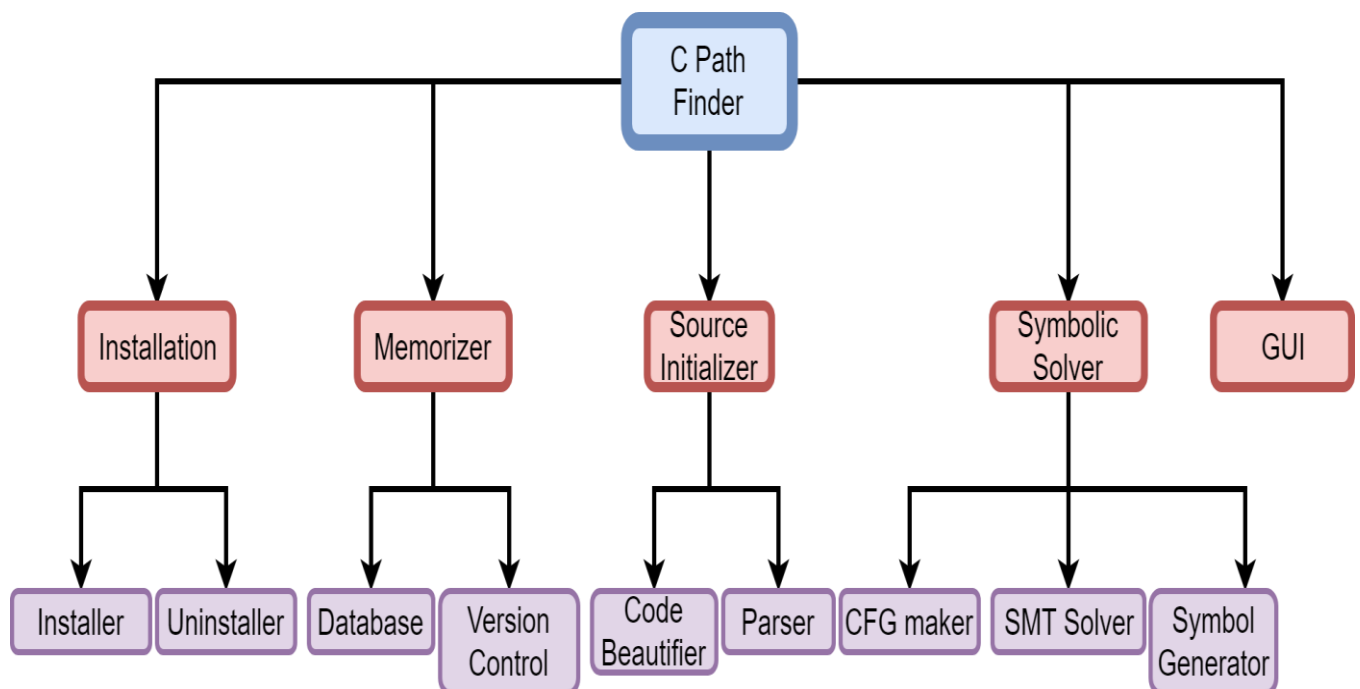 C Path
Finder
Installation
Memorizer
Source
Initializer
Symbolic
Solver
GUI
Installer
Uninstaller
Database
Version
Control
Code
Beautifier
Parser
CFG maker
SMT Solver
Symbol
Generator